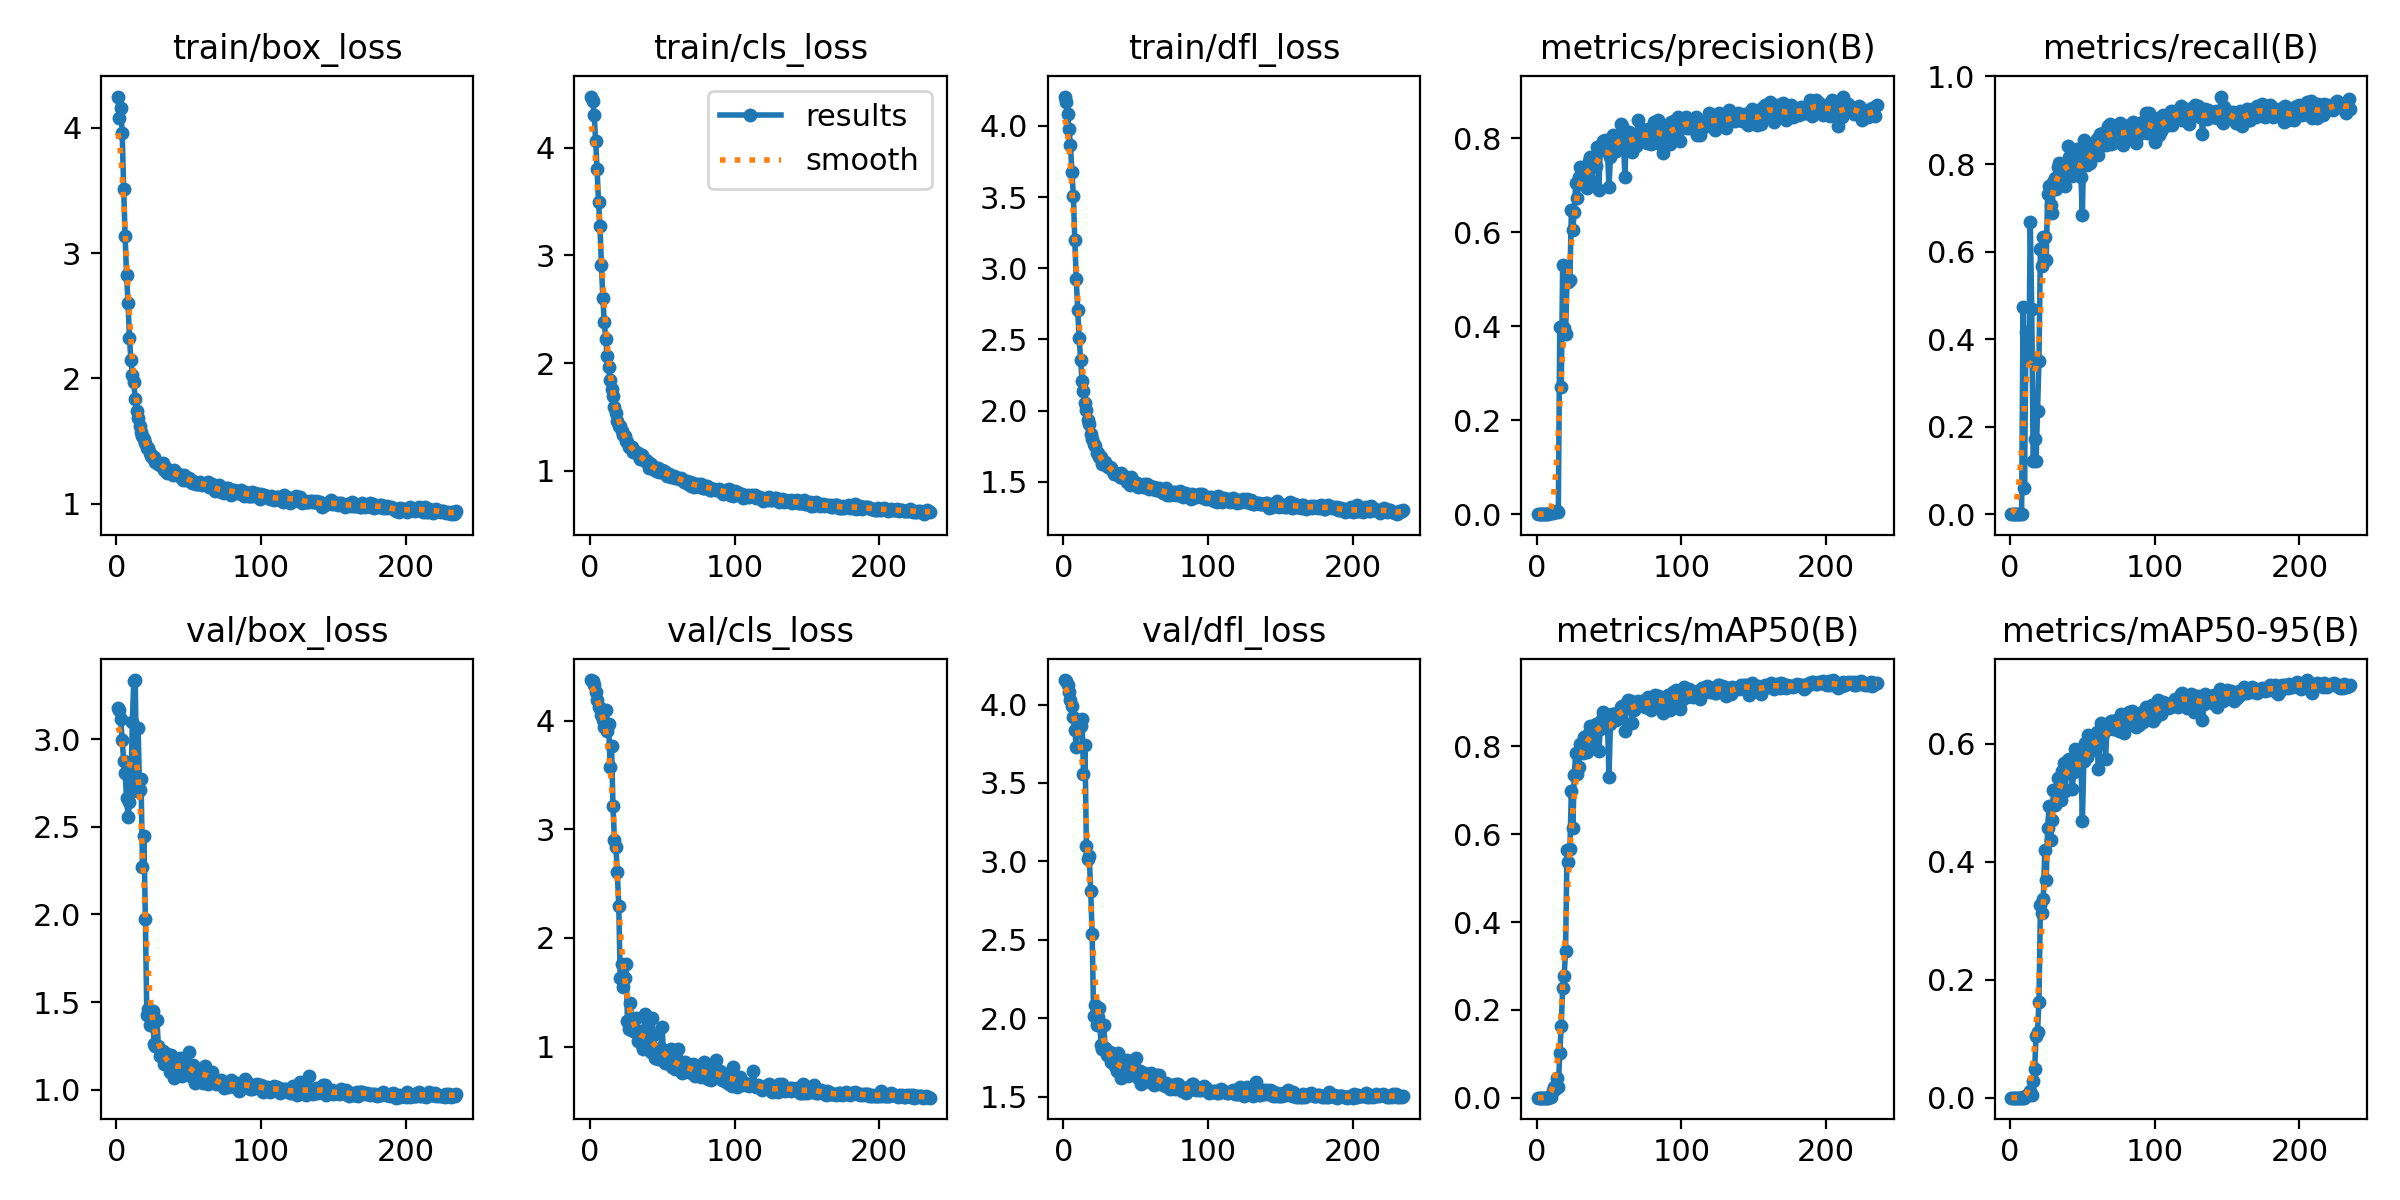 train/box_loss
4
3
2
1
0 100 200
train/cls_loss
results
smooth
4
3
2
1
0 100 200
train/dfl_loss
4.0
3.5
3.0
2.5
2.0
1.5
0 100 200
metrics/precision(B)
0.8
0.6
0.4
0.2
0.0
0 100 200
metrics/recall(B)
1.0
0.8
0.6
0.4
0.2
0.0
0 100 200
val/box_loss
3.0
2.5
2.0
1.5
1.0
0 100 200
val/cls_loss
4
3
2
1
0 100 200
val/dfl_loss
4.0
3.5
3.0
2.5
2.0
1.5
0 100 200
metrics/mAP50(B)
0.8
0.6
0.4
0.2
0.0
0 100 200
metrics/mAP50-95(B)
0.6
0.4
0.2
0.0
0 100 200